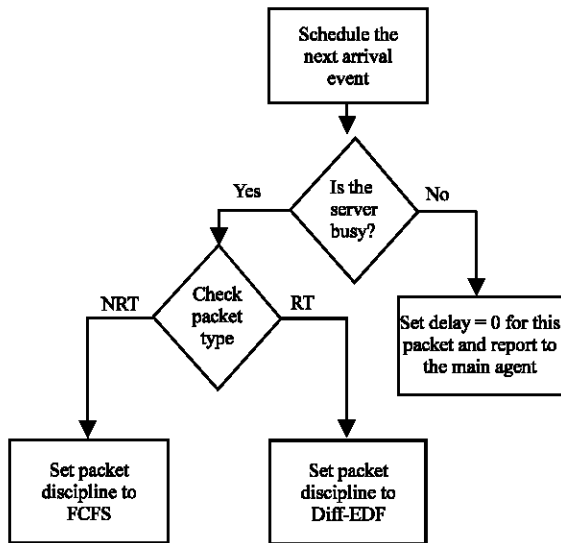 Schedule the
next arrival
event
Is the
server
busy?
Yes
No
Check
packet
type
NRT
RT
Set delay = 0 for this
packet and report to
the main agent
Set packet
discipline to
FCFS
Set packet
discipline to
Diff-EDF